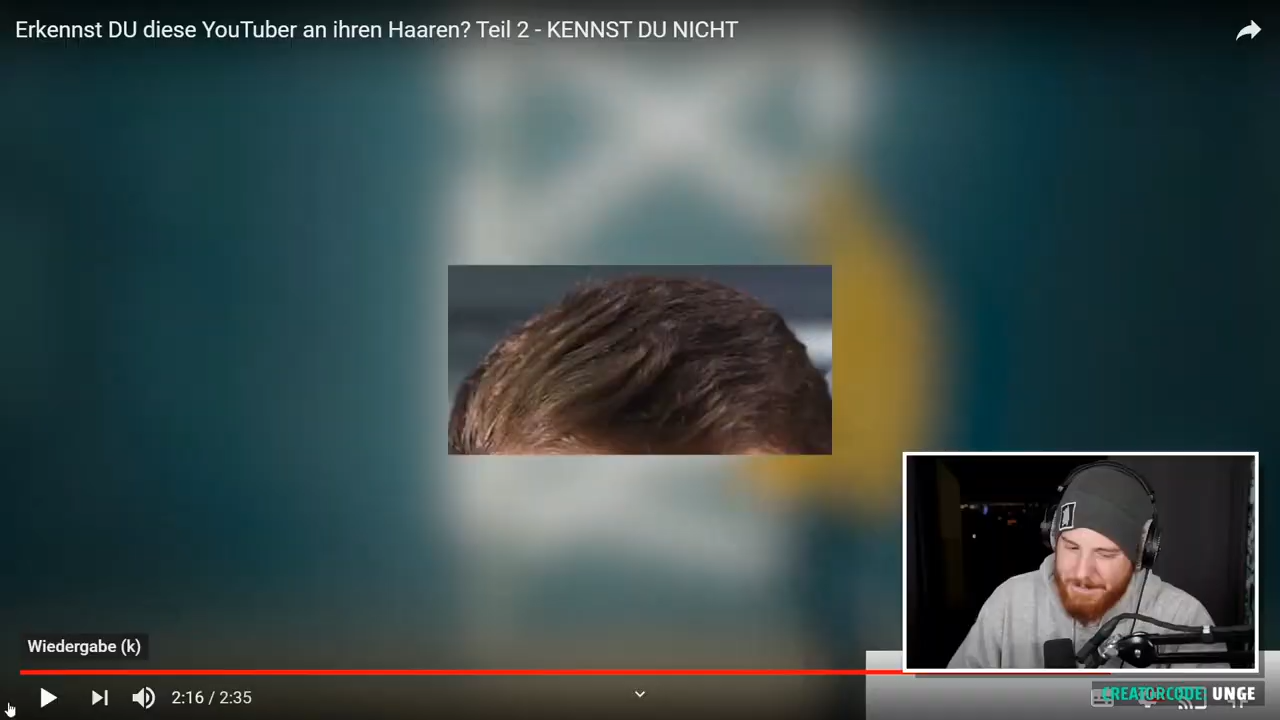 Erkennst DU diese YouTuber an ihren Haaren? Teil 2 - KENNST DU NICHT
Wiedergabe (k)
2:16 / 2:35
CREATORCODE UNGE